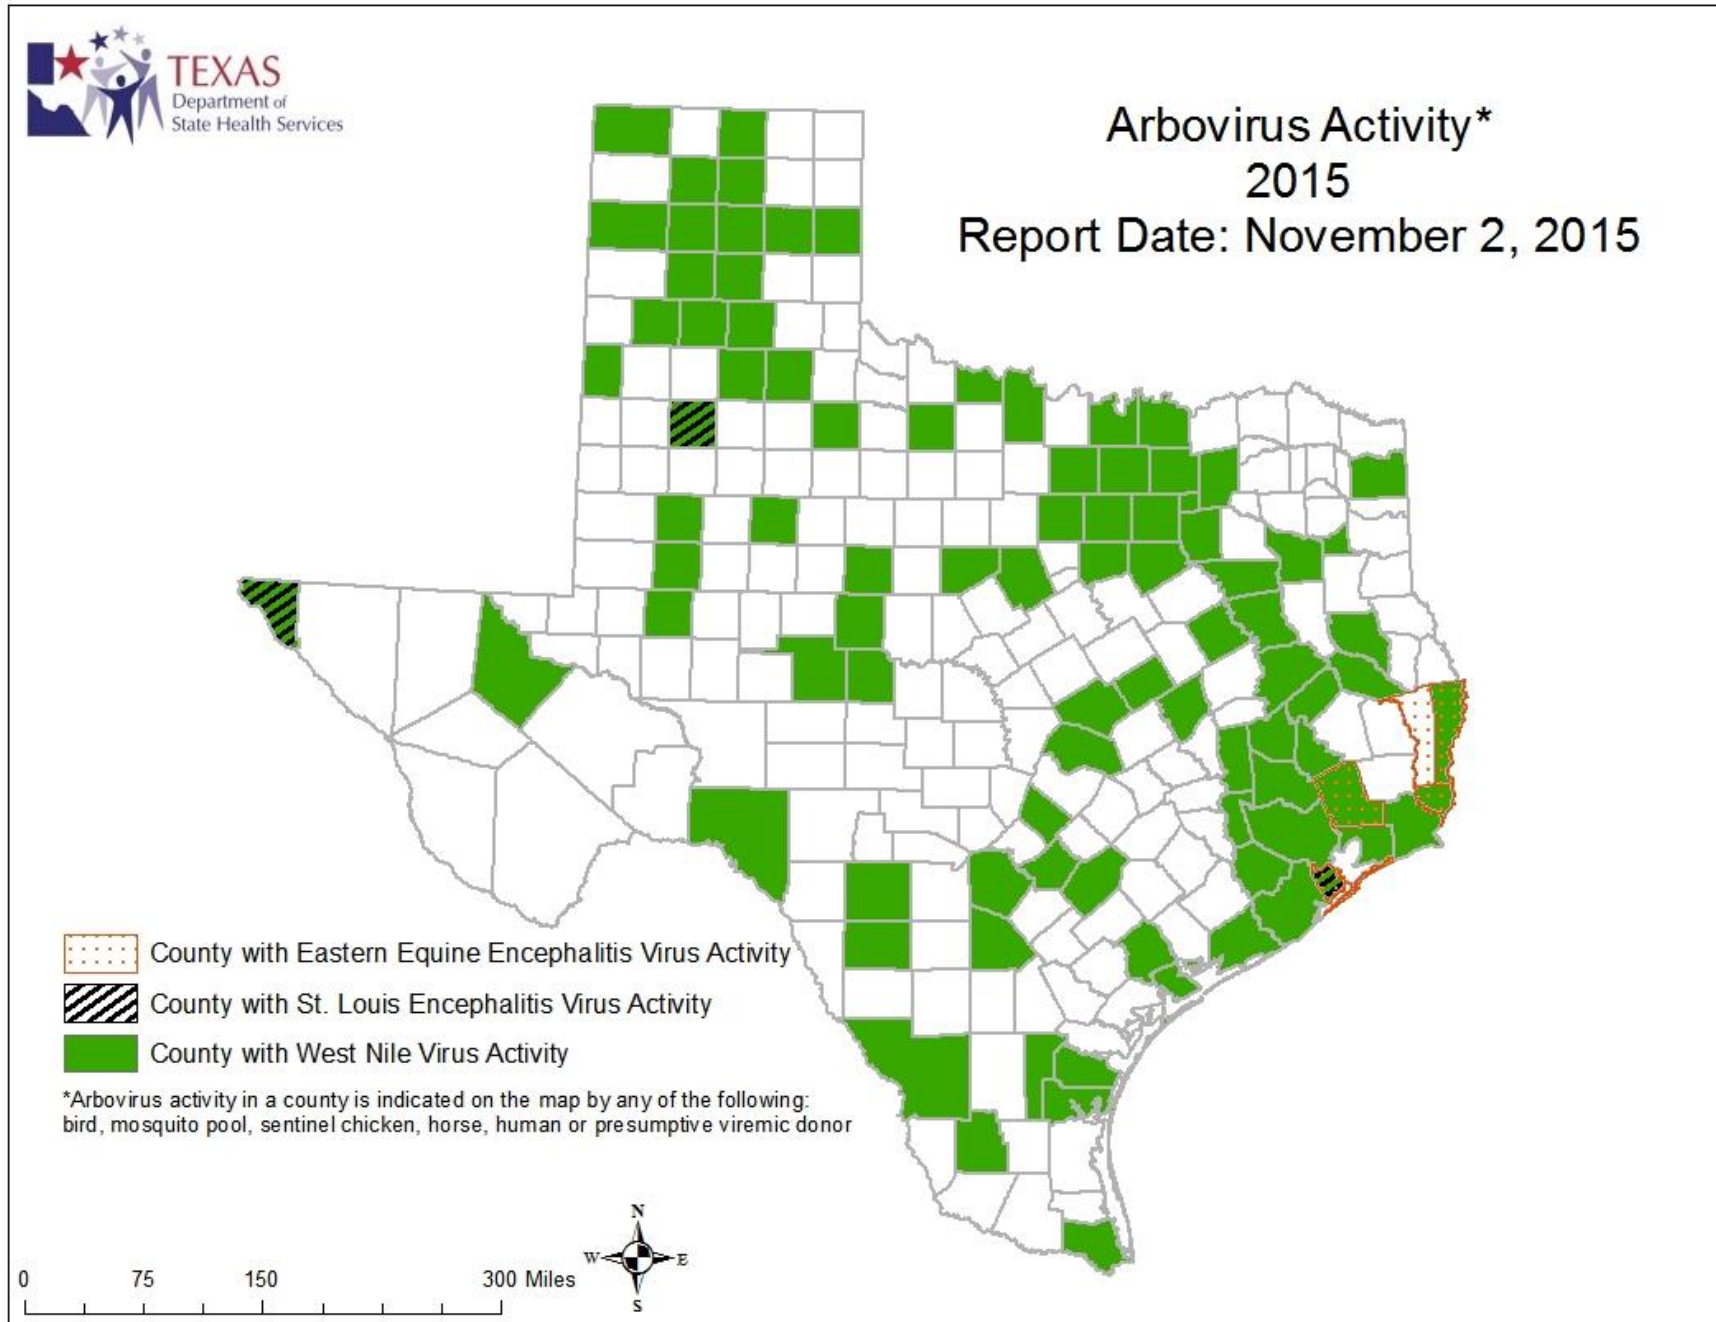 TEXAS
Department of
State Health Services
Arbovirus Activity*
2015
Report Date: November 2, 2015
County with Eastern Equine Encephalitis Virus Activity
County with St. Louis Encephalitis Virus Activity
County with West Nile Virus Activity
*Arbovirus activity in a county is indicated on the map by any of the following:
bird, mosquito pool, sentinel chicken, horse, human or presumptive viremic donor
N
W E
S
0 75 150 300 Miles